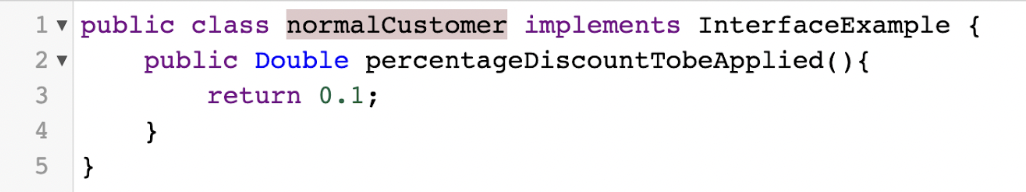 1 public class normalCustomer implements InterfaceExample {
2 public Double percentageDiscountTobeApplied(){
3 return 0.1;
4 }
5 }